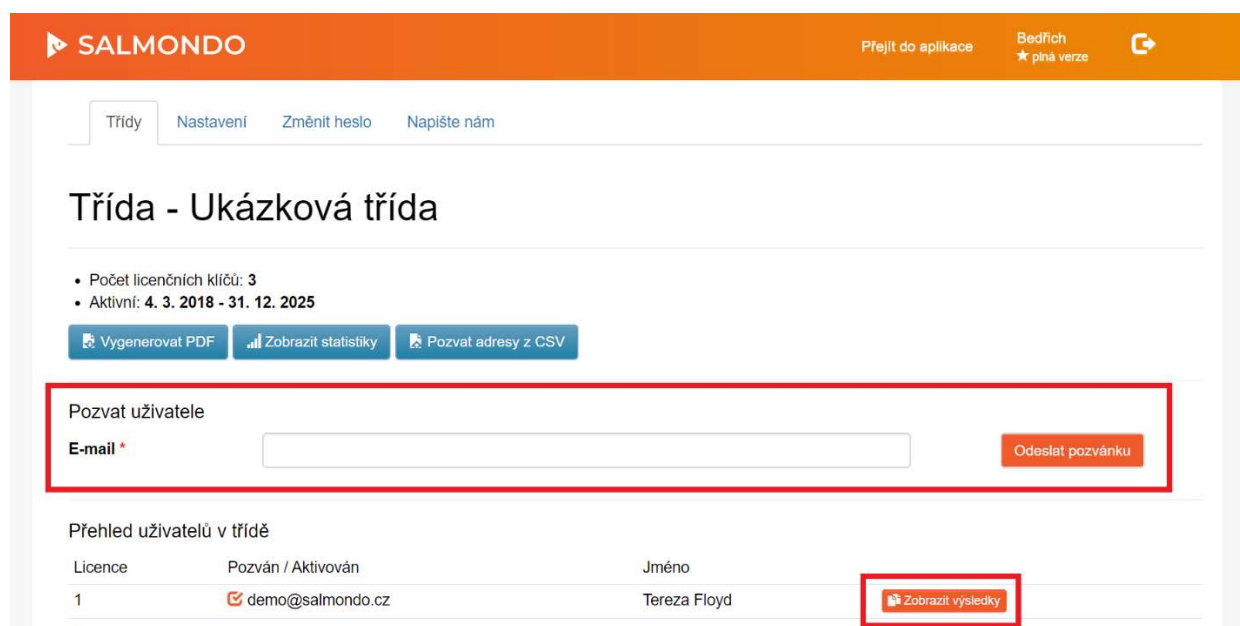 SALMONDO
Přejít do aplikace
Bedřich
★ plná verze
Třídy Nastavení Změnit heslo Napište nám
Třída - Ukázková třída
• Počet licenčních klíčů: 3
• Aktivní: 4. 3. 2018 - 31. 12. 2025
Vygenerovat PDF Zobrazit statistiky Pozvat adresy z CSV
Pozvat uživatele
E-mail * Odeslat pozvánku
Přehled uživatelů v třídě
Licence Pozván / Aktivován Jméno
1 demo@salmondo.cz Tereza Floyd Zobrazit výsledky